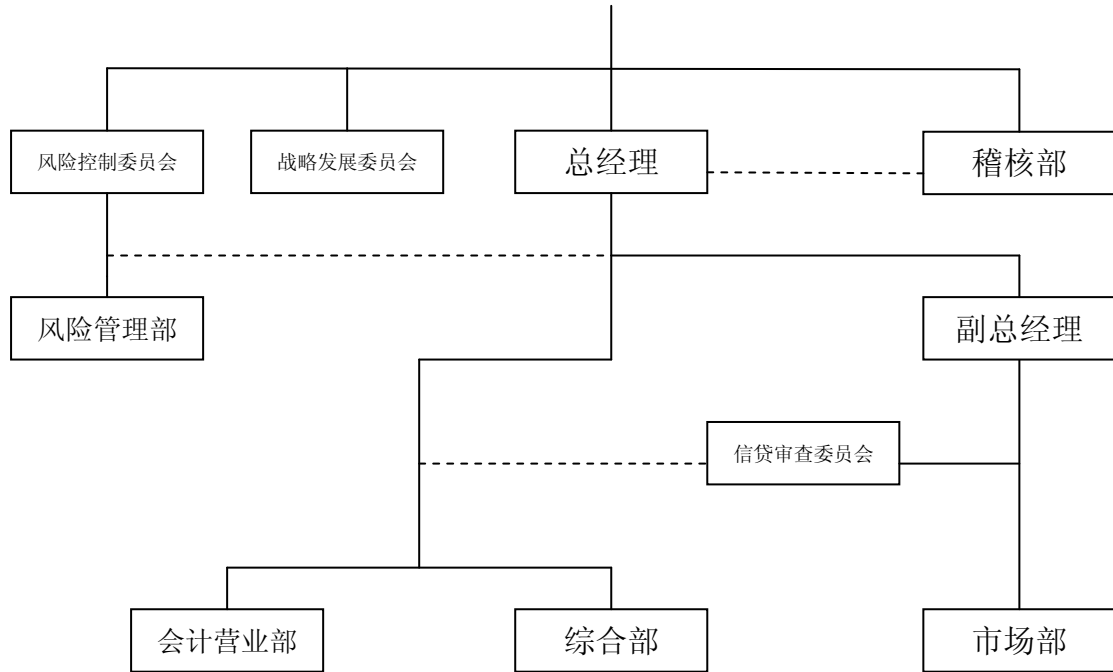 风险控制委员会
战略发展委员会
总经理
稽核部
风险管理部
副总经理
信贷审查委员会
会计营业部
综合部
市场部